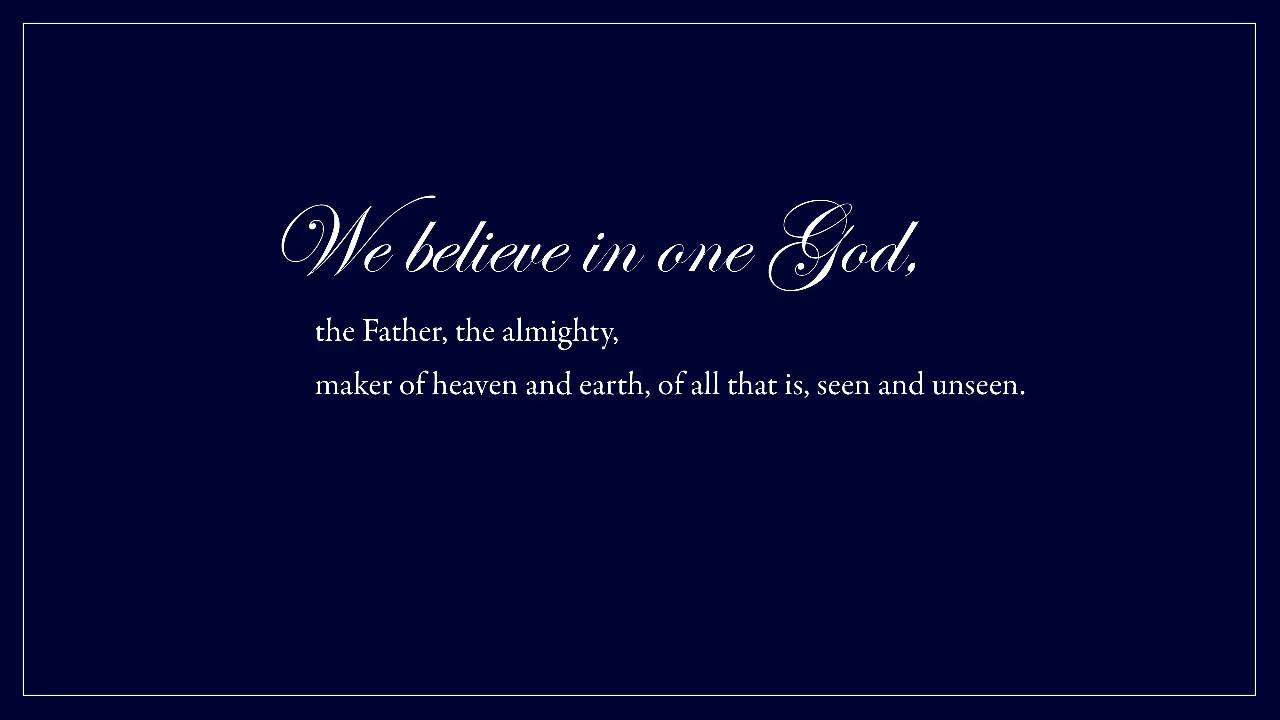 We believe in one God,
the Father, the almighty,
maker of heaven and earth, of all that is, seen and unseen.